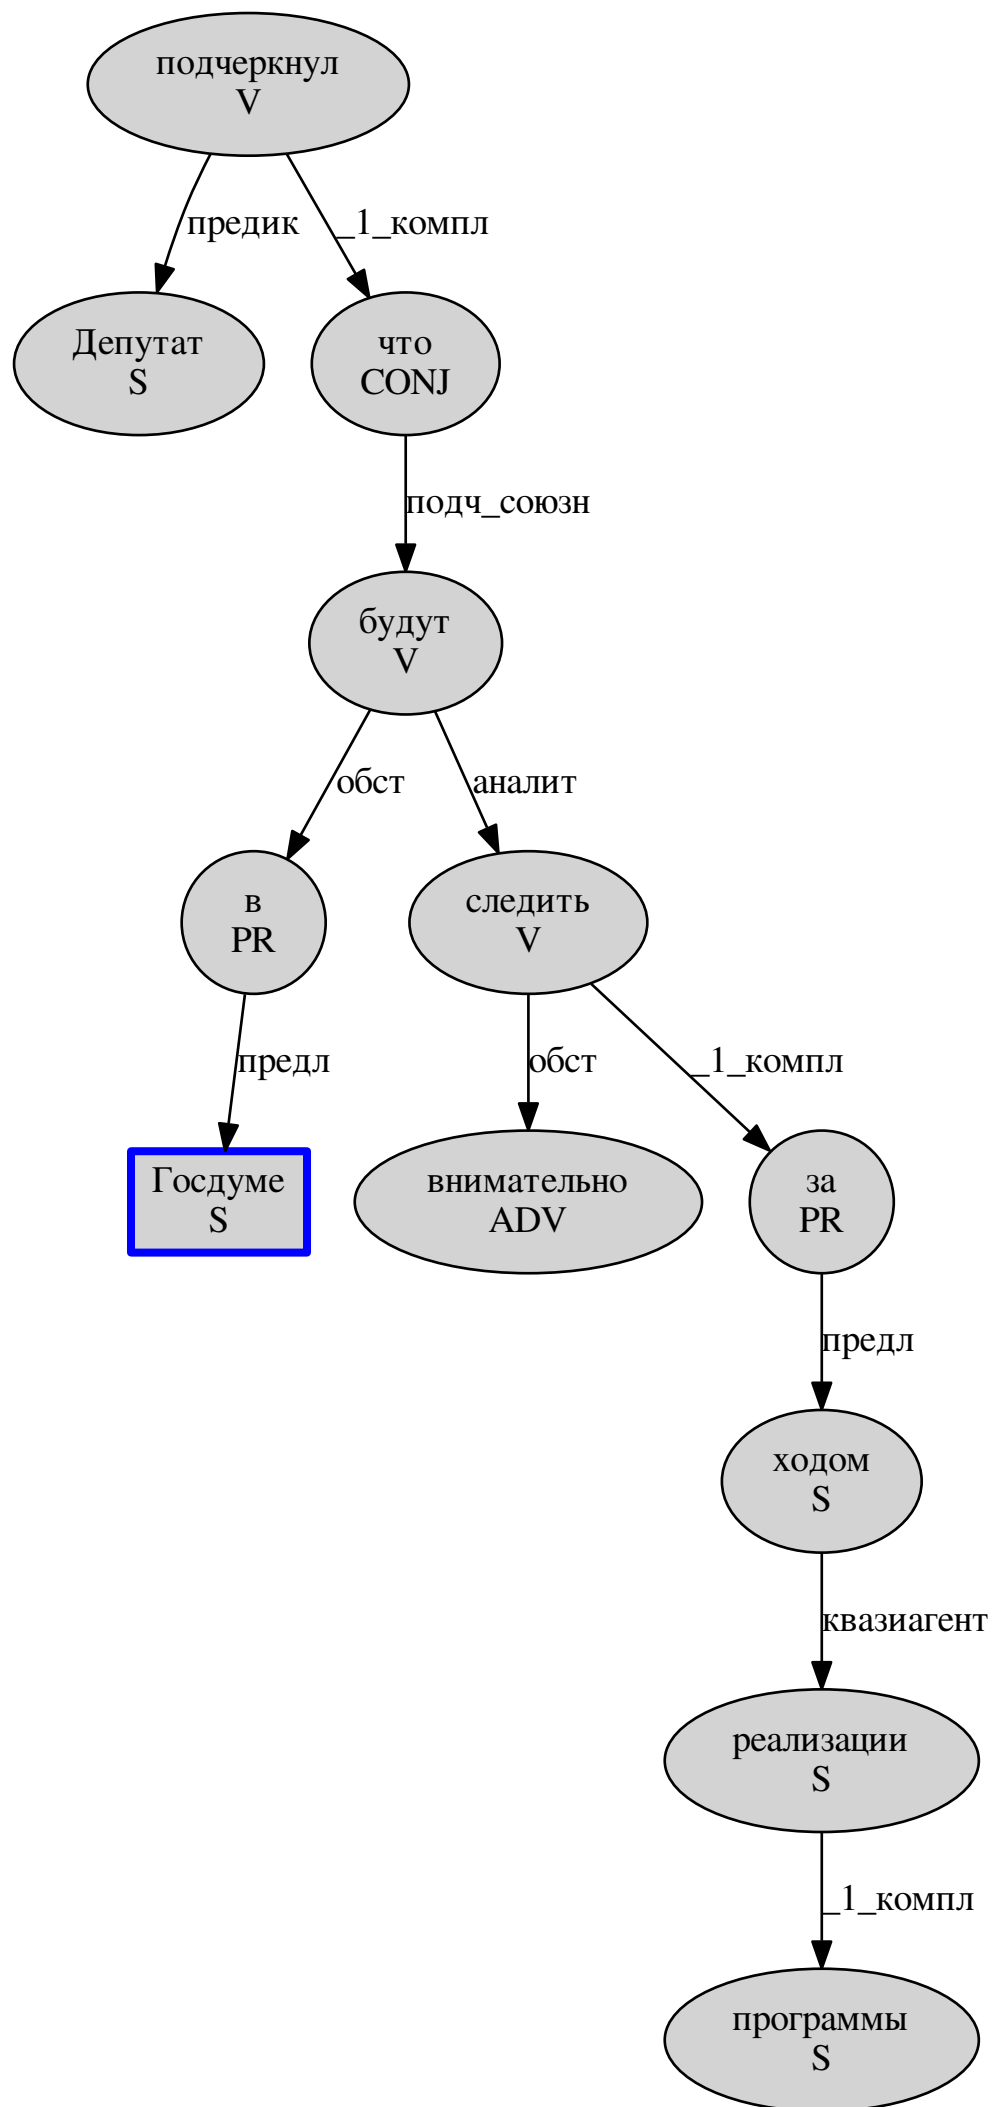 подчеркнул
V
предик
_1_компл
Депутат
S
что
CONJ
подч_союзн
будут
V
обст
аналит
в
PR
следить
V
предл
обст
_1_компл
Госдуме
S
внимательно
ADV
за
PR
предл
ходом
S
квазиагент
реализации
S
_1_компл
программы
S